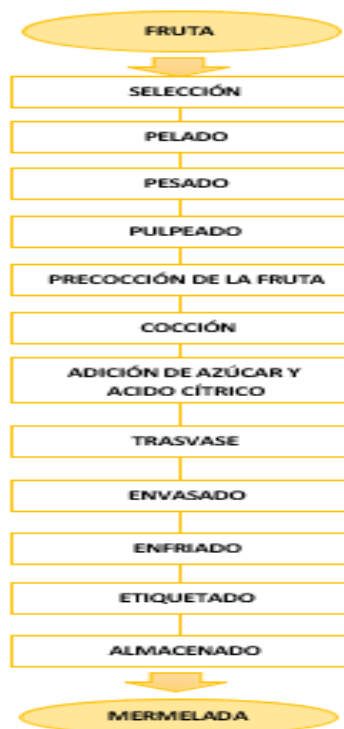 FRUTA
SELECCIÓN
PELADO
PESADO
PULPEADO
PRECOCCIÓN DE LA FRUTA
COCCIÓN
ADICIÓN DE AZÚCAR Y
ACIDO CÍTRICO
TRASVASE
ENVASADO
ENFRIADO
ETIQUETADO
ALMACENADO
MERMELADA